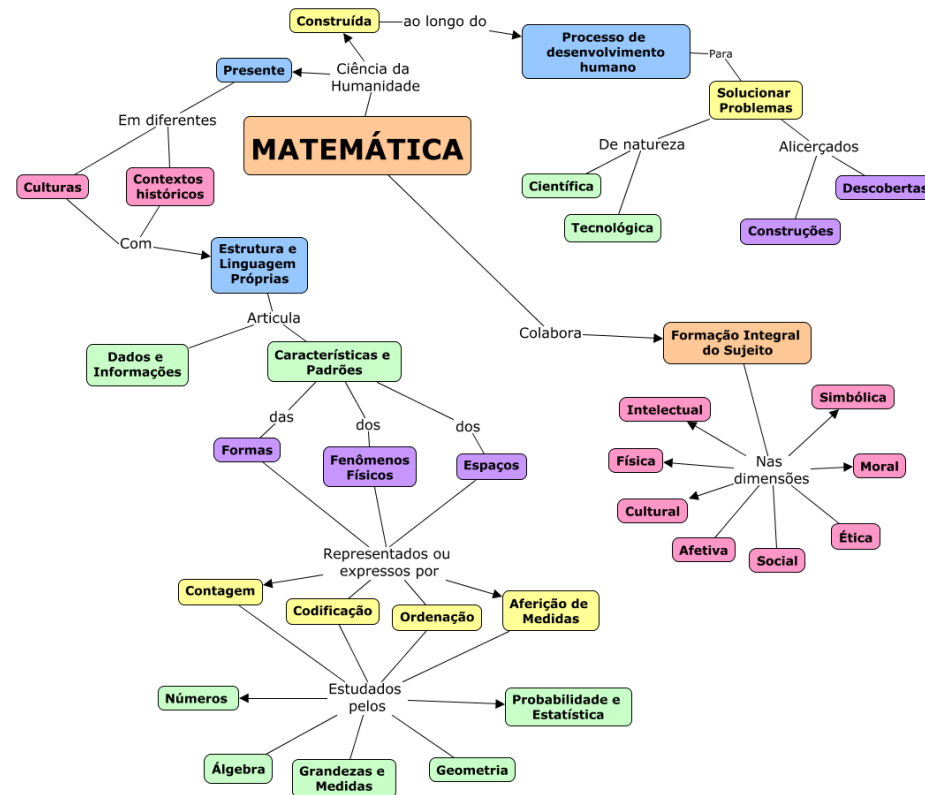 Construída
ao longo do
Processo de
desenvolvimento
humano
Para
Solucionar
Problemas
De natureza
Científica
Tecnológica
Alicerçados
Descobertas
Construções
Ciência da
Humanidade
Presente
Em diferentes
Culturas
Contextos
históricos
MATEMÁTICA
Com
Estrutura e
Linguagem
Próprias
Articula
Dados e
Informações
Características e
Padrões
das
dos
dos
Formas
Fenômenos
Físicos
Espaços
Colabora
Formação Integral
do Sujeito
Nas
dimensões
Intelectual
Simbólica
Física
Moral
Cultural
Ética
Afetiva
Social
Representados ou
expressos por
Contagem
Codificação
Ordenação
Aferição de
Medidas
Estudados
pelos
Números
Probabilidade e
Estatística
Álgebra
Grandezas e
Medidas
Geometria